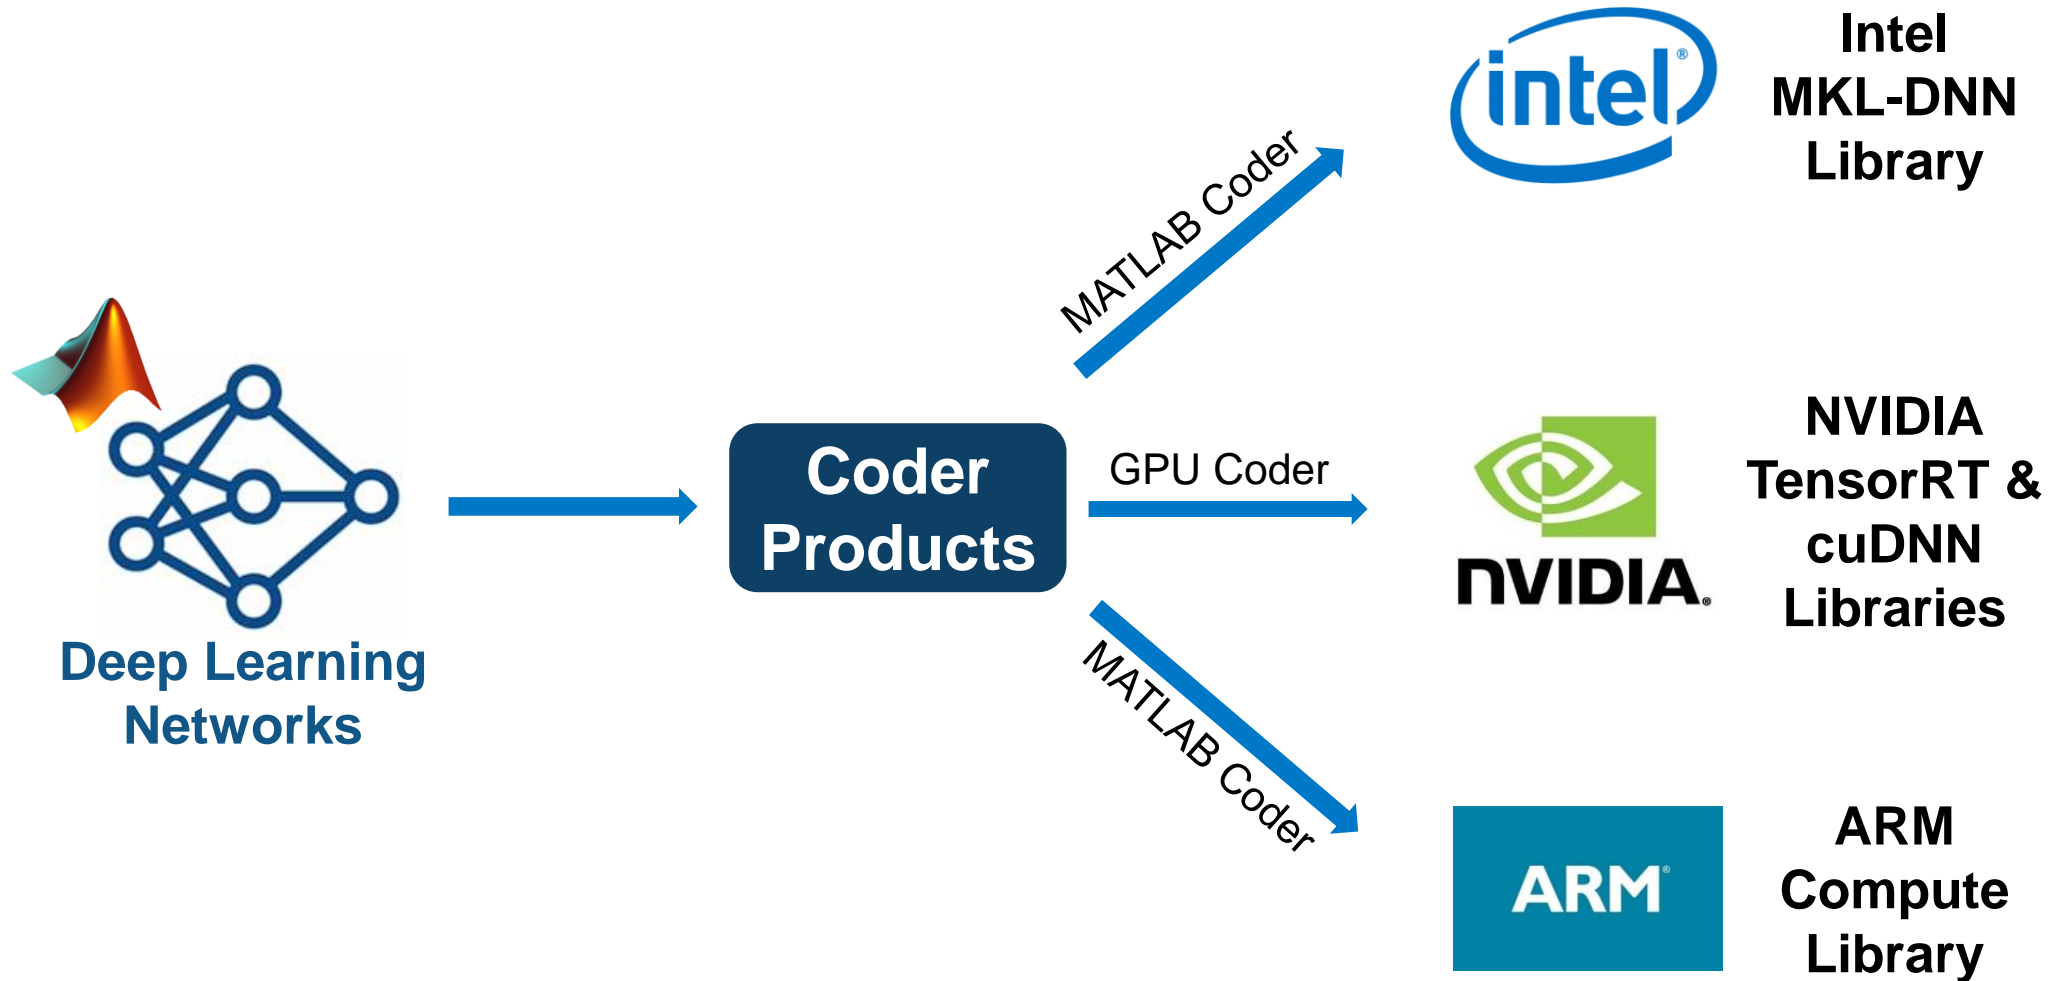 Deep Learning
Networks
Coder
Products
MATLAB Coder
intel®
Intel
MKL-DNN
Library
GPU Coder
NVIDIA.
NVIDIA
TensorRT &
cuDNN
Libraries
MATLAB Coder
ARM®
ARM
Compute
Library